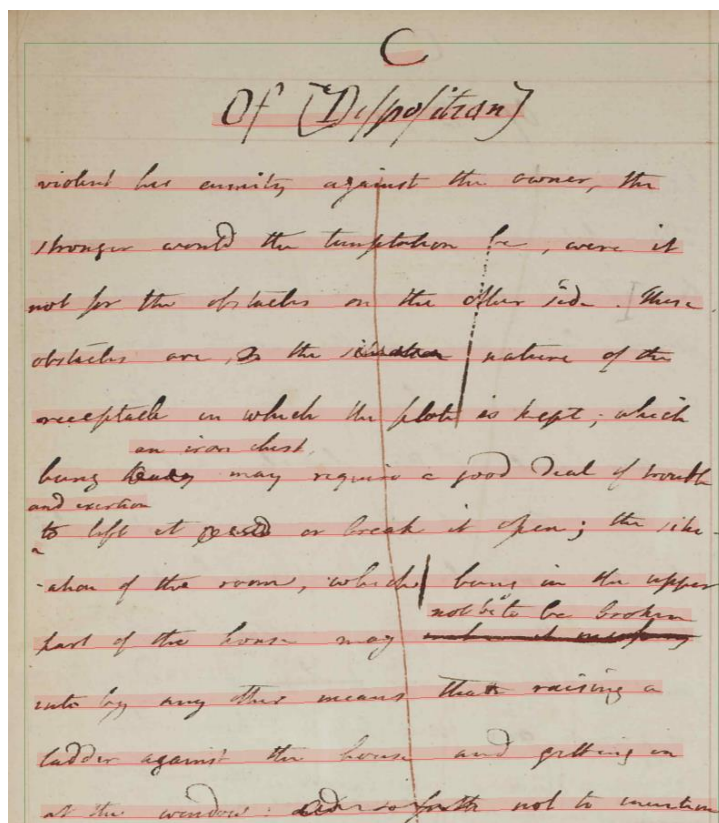 C
Of [Disposition]
violent his enmity against the owner, the
stronger would the temptation be, were it
not for the obstacles on the other side. These
obstacles are, the nature of the
receptacle in which the plate is kept; which
an iron chest
being may require a good deal of trouble
and exertion
to lift it or break it open; the situ-
-ation of the room, which being in the upper
not be to be broken
part of the house may
into by any other means than raising a
ladder against the house and getting in
at the window: and so forth not to mention